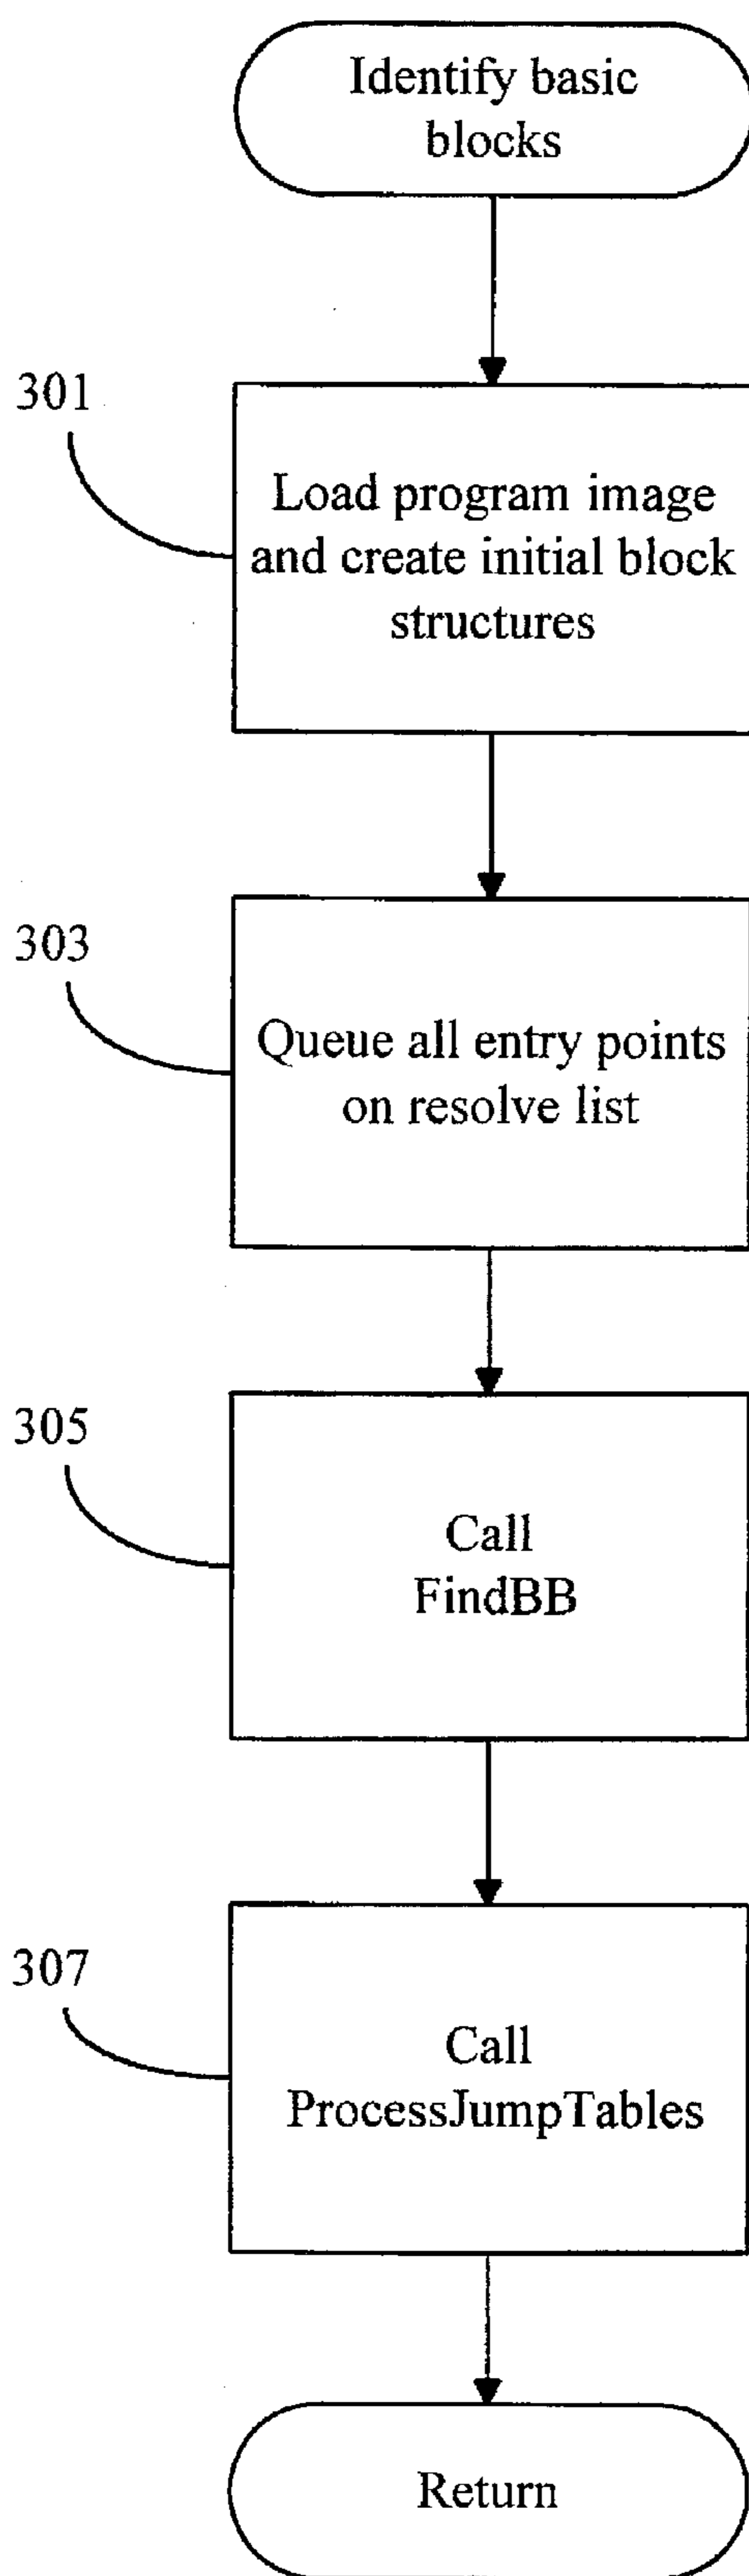 Identify basic
blocks
301
Load program image
and create initial block
structures
303
Queue all entry points
on resolve list
305
Call
FindBB
307
Call
ProcessJumpTables
Return